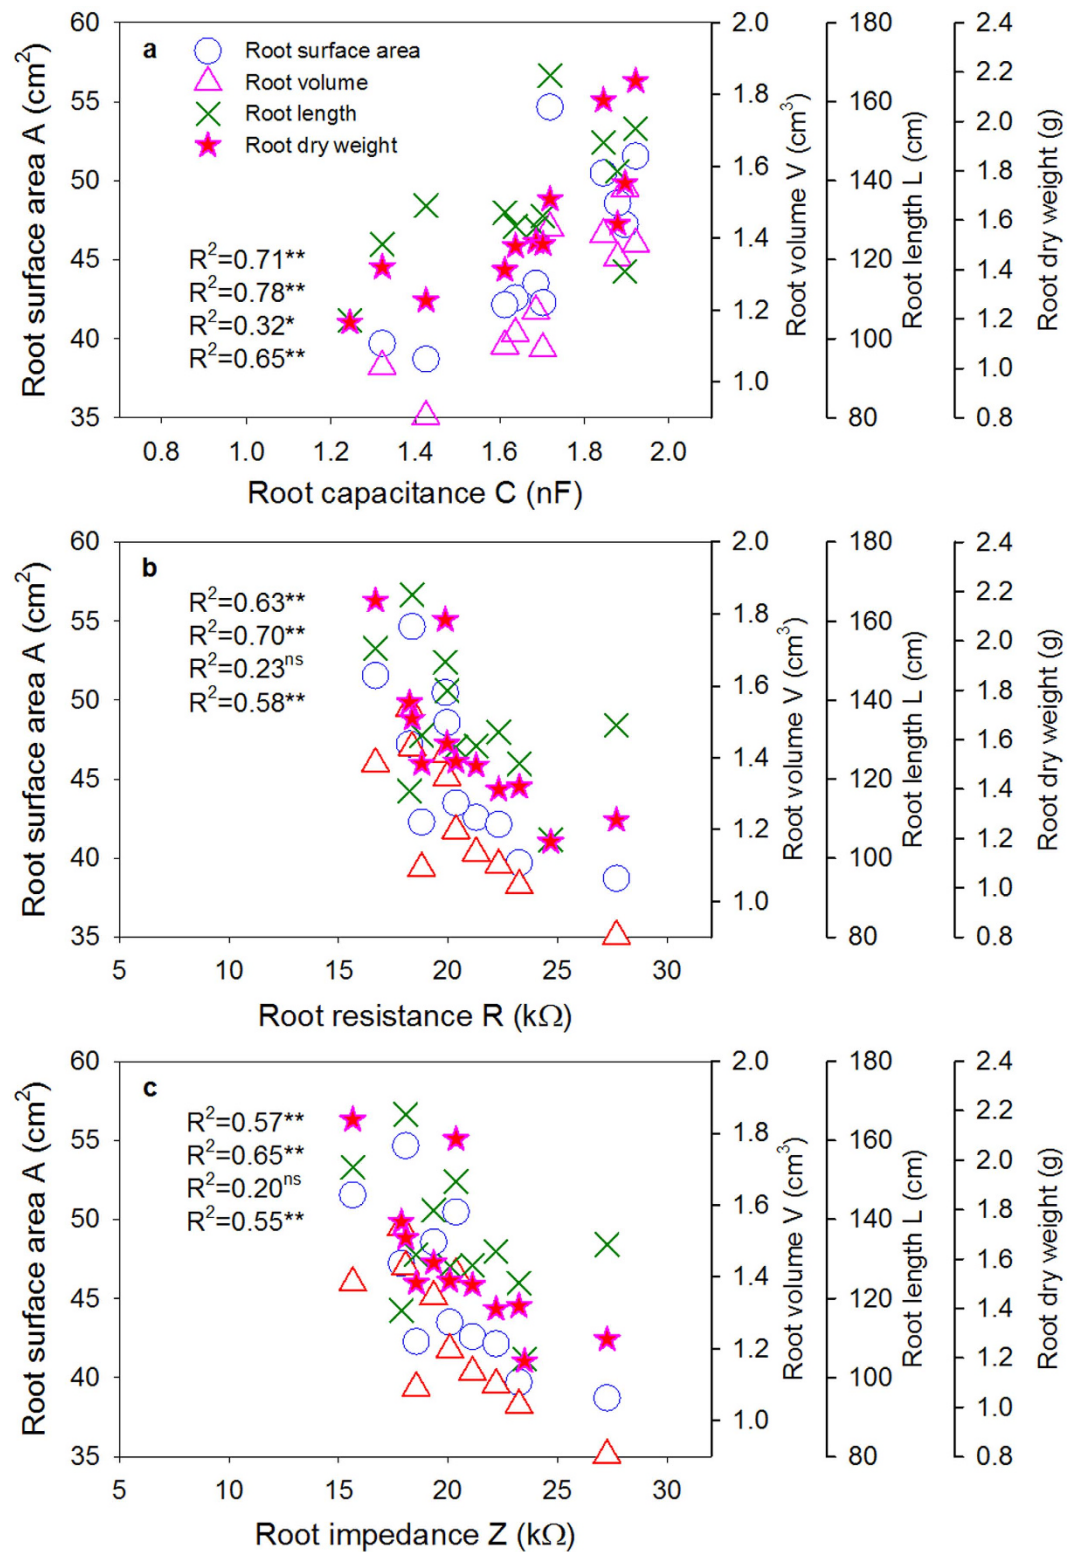 a
Root surface area
Root volume
Root length
Root dry weight
R²=0.71**
R²=0.78**
R²=0.32*
R²=0.65**
60
55
50
45
40
35
Root surface area A (cm²)
0.8 1.0 1.2 1.4 1.6 1.8 2.0
Root capacitance C (nF)
2.0
1.8
1.6
1.4
1.2
1.0
Root volume V (cm³)
180
160
140
120
100
80
Root length L (cm)
2.4
2.2
2.0
1.8
1.6
1.4
1.2
1.0
0.8
Root dry weight (g)
b
R²=0.63**
R²=0.70**
R²=0.23ns
R²=0.58**
60
55
50
45
40
35
Root surface area A (cm²)
5 10 15 20 25 30
Root resistance R (kΩ)
2.0
1.8
1.6
1.4
1.2
1.0
Root volume V (cm³)
180
160
140
120
100
80
Root length L (cm)
2.4
2.2
2.0
1.8
1.6
1.4
1.2
1.0
0.8
Root dry weight (g)
c
R²=0.57**
R²=0.65**
R²=0.20ns
R²=0.55**
60
55
50
45
40
35
Root surface area A (cm²)
5 10 15 20 25 30
Root impedance Z (kΩ)
2.0
1.8
1.6
1.4
1.2
1.0
Root volume V (cm³)
180
160
140
120
100
80
Root length L (cm)
2.4
2.2
2.0
1.8
1.6
1.4
1.2
1.0
0.8
Root dry weight (g)